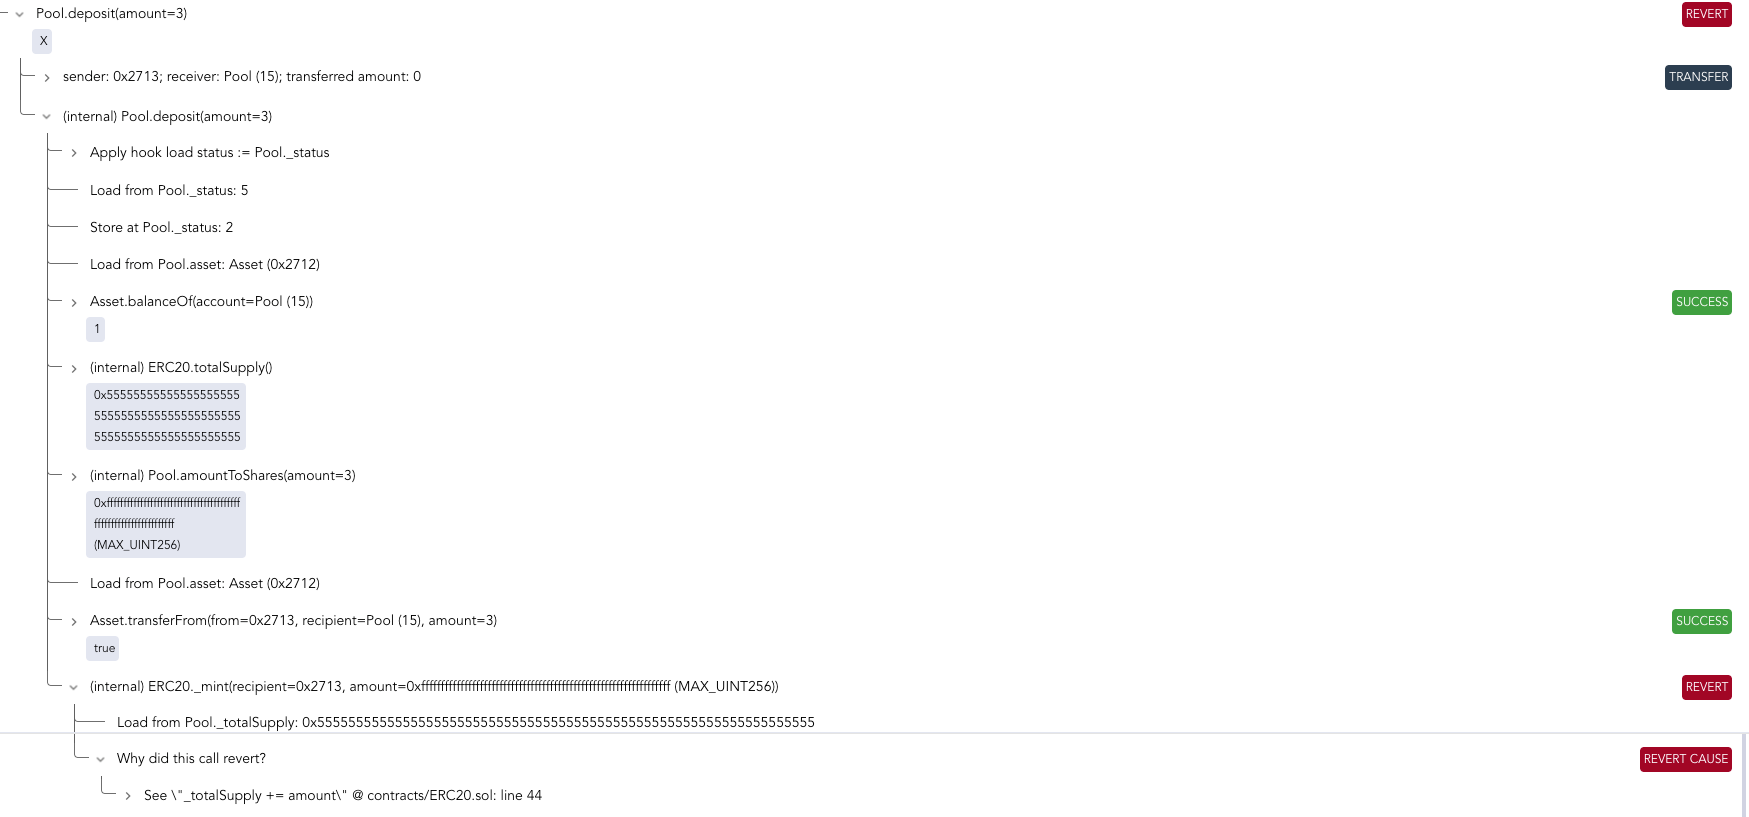 Pool.deposit(amount=3)
REVERT
X
sender: 0x2713; receiver: Pool (15); transferred amount: 0
TRANSFER
(internal) Pool.deposit(amount=3)
Apply hook load status := Pool._status
Load from Pool._status: 5
Store at Pool._status: 2
Load from Pool.asset: Asset (0x2712)
Asset.balanceOf(account=Pool (15))
SUCCESS
1
(internal) ERC20.totalSupply()
0x55555555555555555555
5555555555555555555555
5555555555555555555555
(internal) Pool.amountToShares(amount=3)
0xffffffffffffffffffffffffffffffffffffffff
ffffffffffffffffffffffff
(MAX_UINT256)
Load from Pool.asset: Asset (0x2712)
Asset.transferFrom(from=0x2713, recipient=Pool (15), amount=3)
SUCCESS
true
(internal) ERC20._mint(recipient=0x2713, amount=0xffffffffffffffffffffffffffffffffffffffffffffffffffffffffffffffff (MAX_UINT256))
REVERT
Load from Pool._totalSupply: 0x5555555555555555555555555555555555555555555555555555555555555555
Why did this call revert?
REVERT CAUSE
See \"_totalSupply += amount\" @ contracts/ERC20.sol: line 44